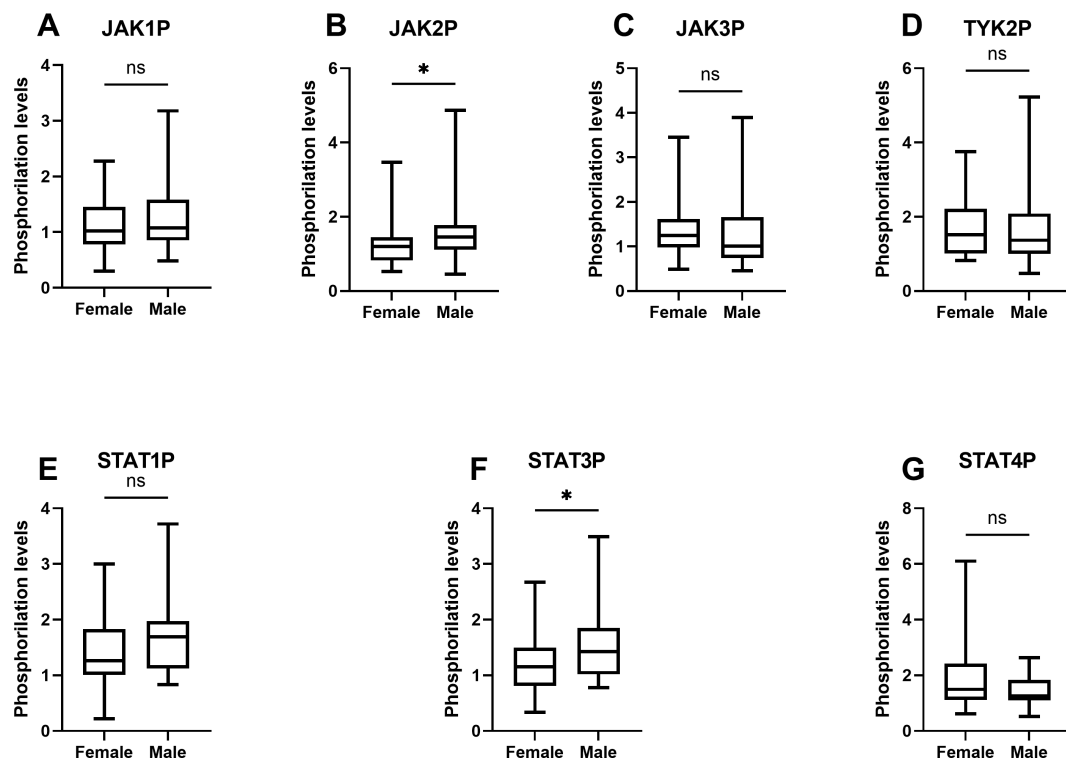 A JAK1P
ns
Phosphorilation levels
4
3
2
1
0
Female Male
B JAK2P
*
Phosphorilation levels
6
4
2
0
Female Male
C JAK3P
ns
Phosphorilation levels
5
4
3
2
1
0
Female Male
D TYK2P
ns
Phosphorilation levels
6
4
2
0
Female Male
E STAT1P
ns
Phosphorilation levels
4
3
2
1
0
Female Male
F STAT3P
*
Phosphorilation levels
4
3
2
1
0
Female Male
G STAT4P
ns
Phosphorilation levels
8
6
4
2
0
Female Male